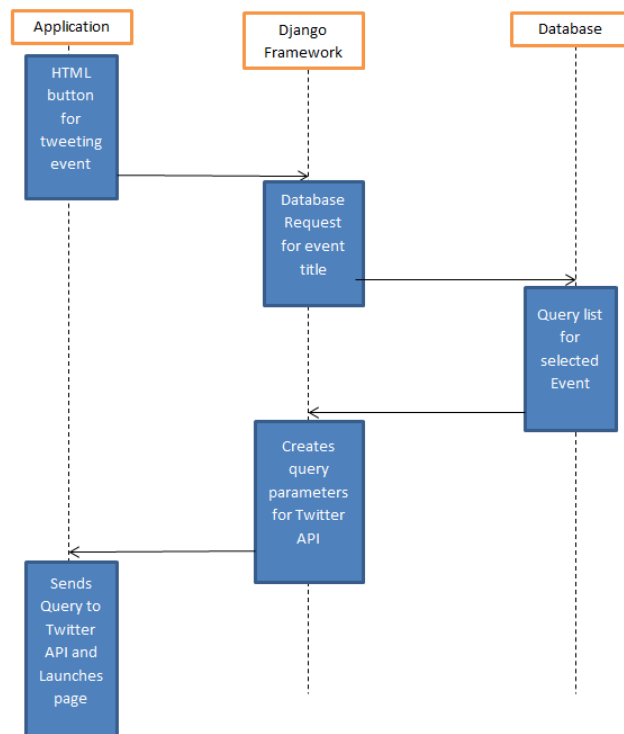 Application
Django
Framework
Database
HTML
button
for
tweeting
event
Database
Request
for event
title
Query list
for
selected
Event
Creates
query
parameters
for Twitter
API
Sends
Query to
Twitter
API and
Launches
page